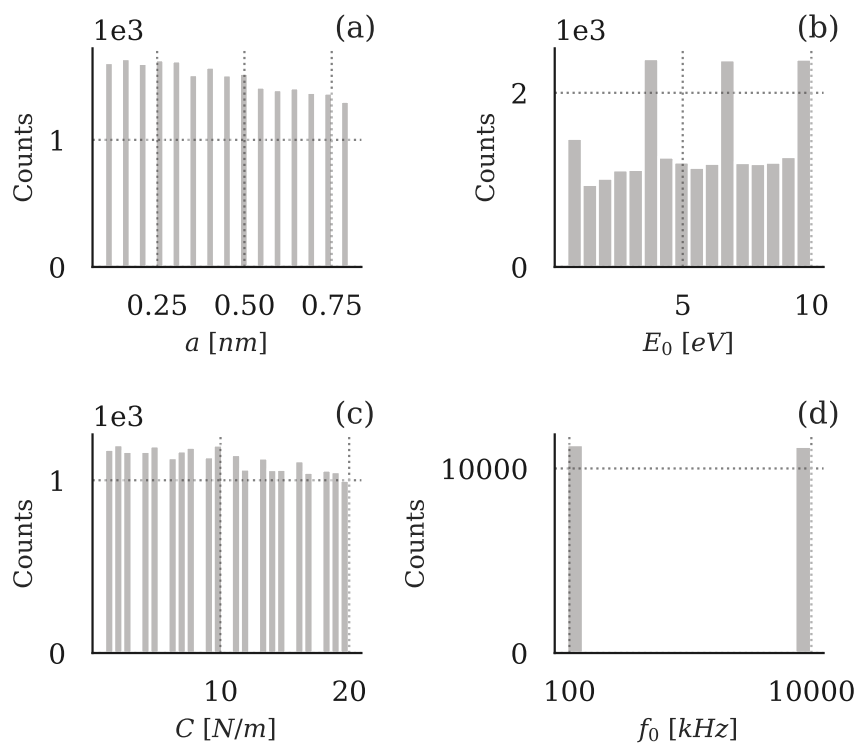 1e3 (a)
Counts
1
0
0.25 0.50 0.75
a [nm]
1e3 (b)
Counts
2
0
5 10
E₀ [eV]
1e3 (c)
Counts
1
0
10 20
C [N/m]
(d)
Counts
10000
0
100 10000
f₀ [kHz]